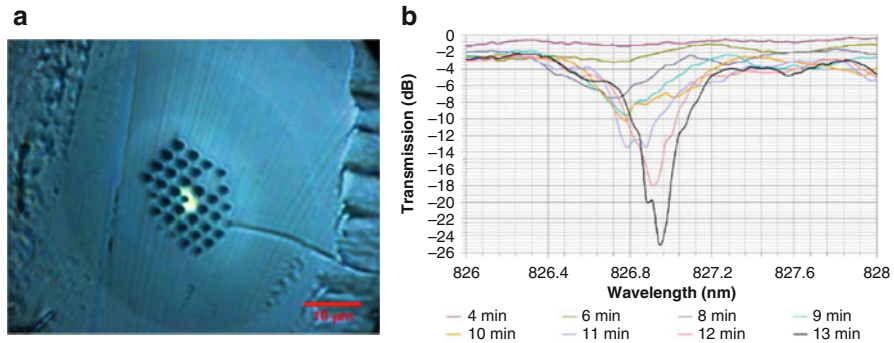 a
10 µm
b
Transmission (dB)
0
−2
−4
−6
−8
−10
−12
−14
−16
−18
−20
−22
−24
−26
826
826.4
826.8
827.2
827.6
828
Wavelength (nm)
4 min
6 min
8 min
9 min
10 min
11 min
12 min
13 min